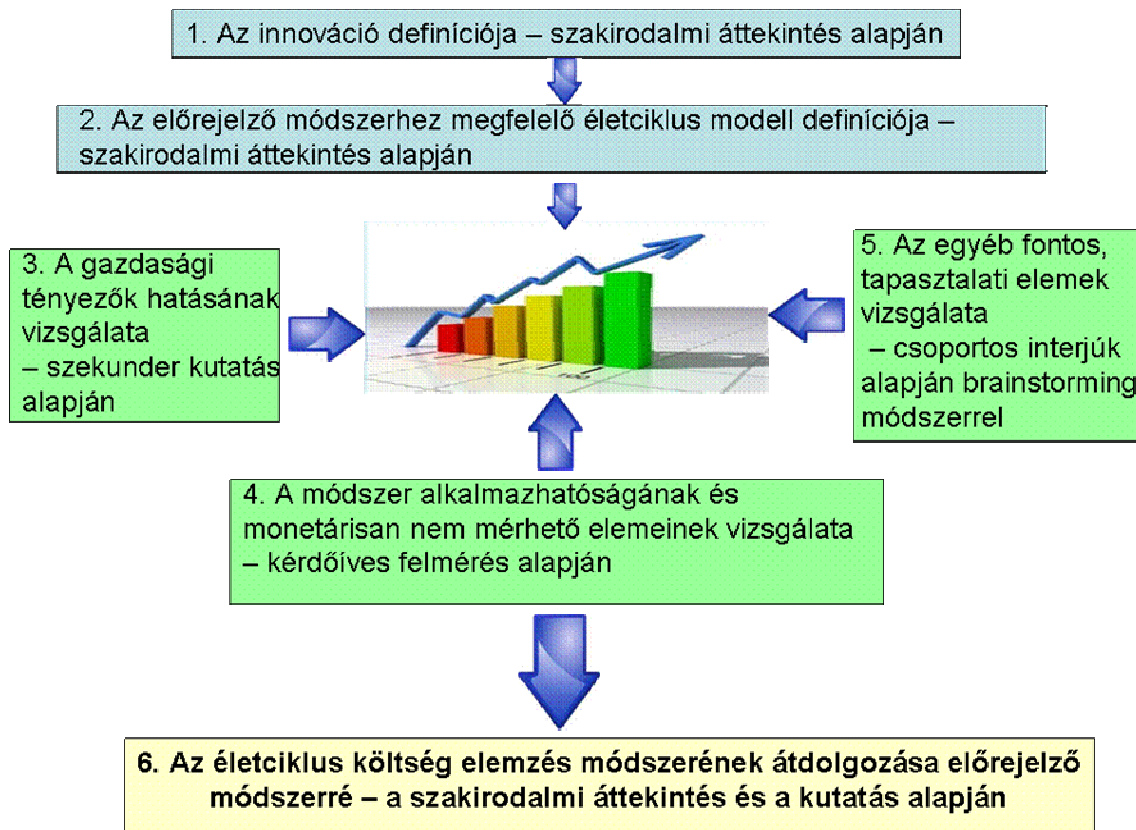 1. Az innováció definíciója – szakirodalmi áttekintés alapján
2. Az előrejelző módszerhez megfelelő életciklus modell definíciója –
szakirodalmi áttekintés alapján
3. A gazdasági
tényezők hatásának
vizsgálata
– szekunder kutatás
alapján
5. Az egyéb fontos,
tapasztalati elemek
vizsgálata
– csoportos interjúk
alapján brainstorming
módszerrel
4. A módszer alkalmazhatóságának és
monetárisan nem mérhető elemeinek vizsgálata
– kérdőíves felmérés alapján
6. Az életciklus költség elemzés módszerének átdolgozása előrejelző
módszerré – a szakirodalmi áttekintés és a kutatás alapján